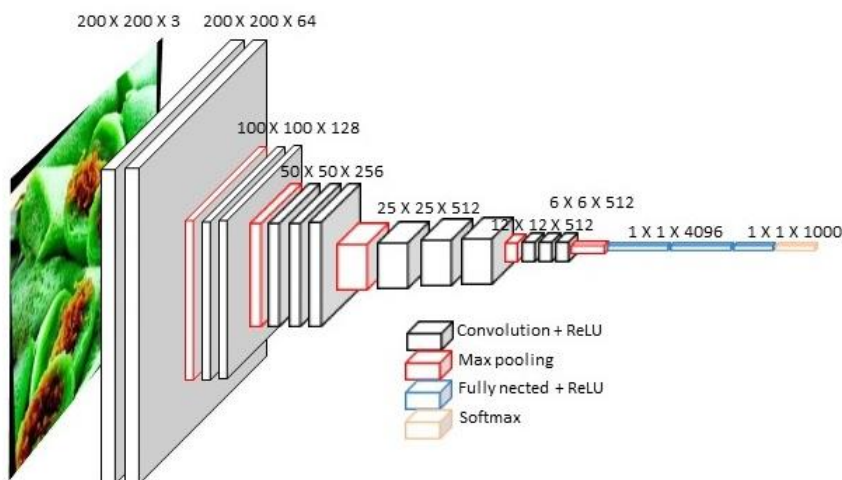 200 X 200 X 3
200 X 200 X 64
100 X 100 X 128
50 X 50 X 256
25 X 25 X 512
12 X 12 X 512
6 X 6 X 512
1 X 1 X 4096
1 X 1 X 1000
Convolution + ReLU
Max pooling
Fully nected + ReLU
Softmax